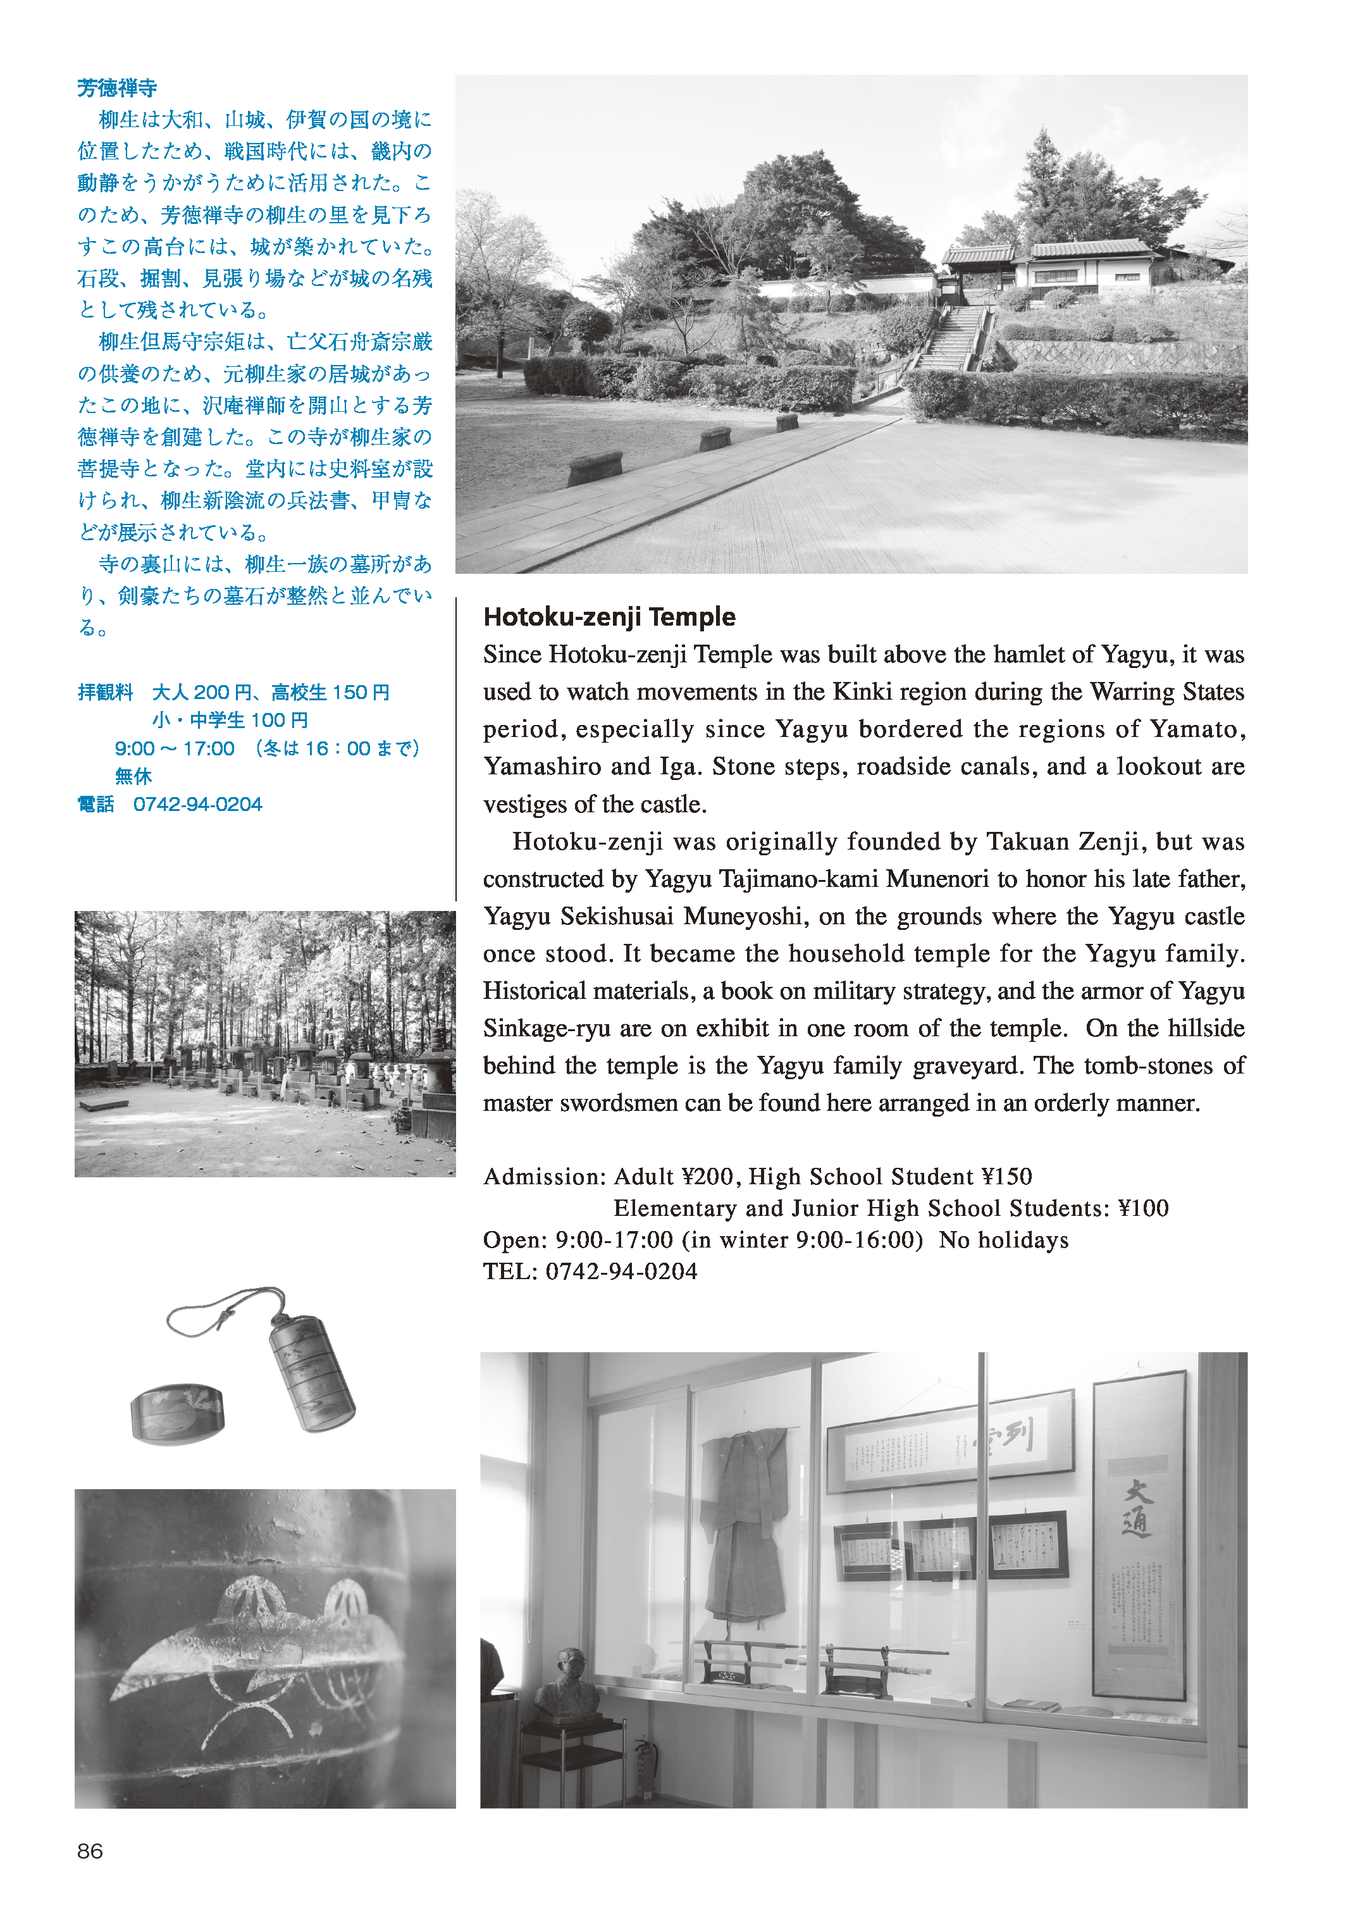 芳徳禅寺
　柳生は大和、山城、伊賀の国の境に
位置したため、戦国時代には、畿内の
動静をうかがうために活用された。こ
のため、芳徳禅寺の柳生の里を見下ろ
すこの高台には、城が築かれていた。
石段、掘割、見張り場などが城の名残
として残されている。
　柳生但馬守宗矩は、亡父石舟斎宗厳
の供養のため、元柳生家の居城があっ
たこの地に、沢庵禅師を開山とする芳
徳禅寺を創建した。この寺が柳生家の
菩提寺となった。堂内には史料室が設
けられ、柳生新陰流の兵法書、甲冑な
どが展示されている。
　寺の裏山には、柳生一族の墓所があ
り、剣豪たちの墓石が整然と並んでい
る。
拝観料　大人 200 円、高校生 150 円
小・中学生 100 円
9:00 〜 17:00　（冬は 16：00 まで）
無休
電話　0742-94-0204
Hotoku-zenji Temple
Since Hotoku-zenji Temple was built above the hamlet of Yagyu, it was
used to watch movements in the Kinki region during the Warring States
period, especially since Yagyu bordered the regions of Yamato,
Yamashiro and Iga. Stone steps, roadside canals, and a lookout are
vestiges of the castle.
Hotoku-zenji was originally founded by Takuan Zenji, but was
constructed by Yagyu Tajimano-kami Munenori to honor his late father,
Yagyu Sekishusai Muneyoshi, on the grounds where the Yagyu castle
once stood. It became the household temple for the Yagyu family.
Historical materials, a book on military strategy, and the armor of Yagyu
Sinkage-ryu are on exhibit in one room of the temple.  On the hillside
behind the temple is the Yagyu family graveyard. The tomb-stones of
master swordsmen can be found here arranged in an orderly manner.
Admission: Adult ¥200, High School Student ¥150
Elementary and Junior High School Students: ¥100
Open: 9:00-17:00 (in winter 9:00-16:00)  No holidays
TEL: 0742-94-0204
大通
86